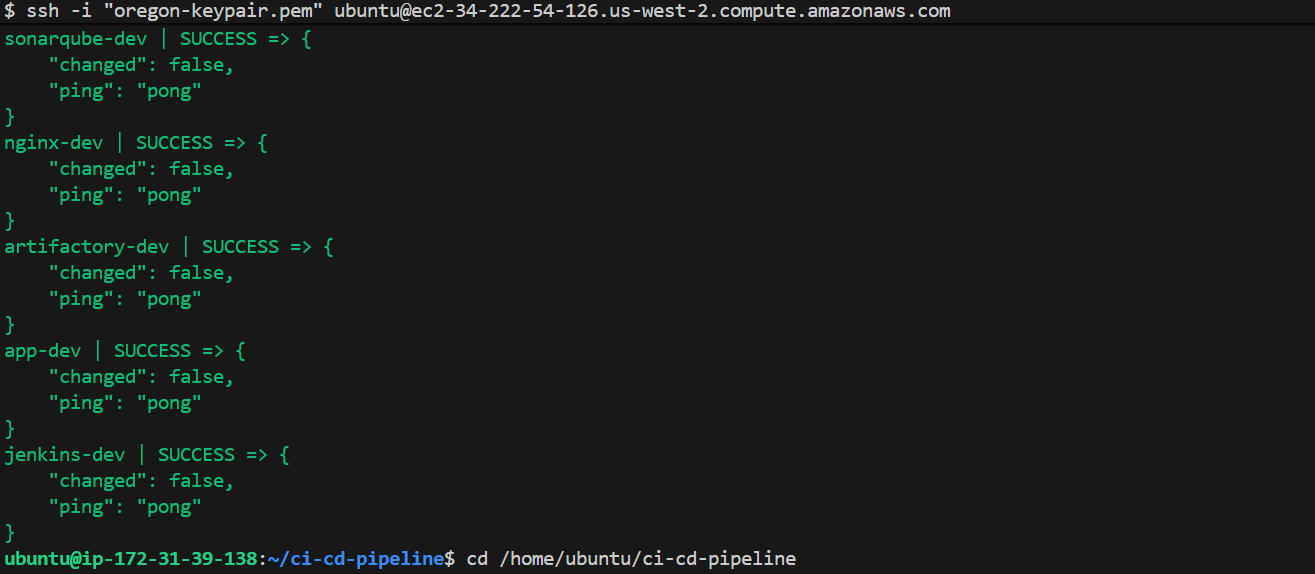 $ ssh -i "oregon-keypair.pem" ubuntu@ec2-34-222-54-126.us-west-2.compute.amazonaws.com
sonarqube-dev | SUCCESS => {
    "changed": false,
    "ping": "pong"
}
nginx-dev | SUCCESS => {
    "changed": false,
    "ping": "pong"
}
artifactory-dev | SUCCESS => {
    "changed": false,
    "ping": "pong"
}
app-dev | SUCCESS => {
    "changed": false,
    "ping": "pong"
}
jenkins-dev | SUCCESS => {
    "changed": false,
    "ping": "pong"
}
ubuntu@ip-172-31-39-138:~/ci-cd-pipeline$ cd /home/ubuntu/ci-cd-pipeline